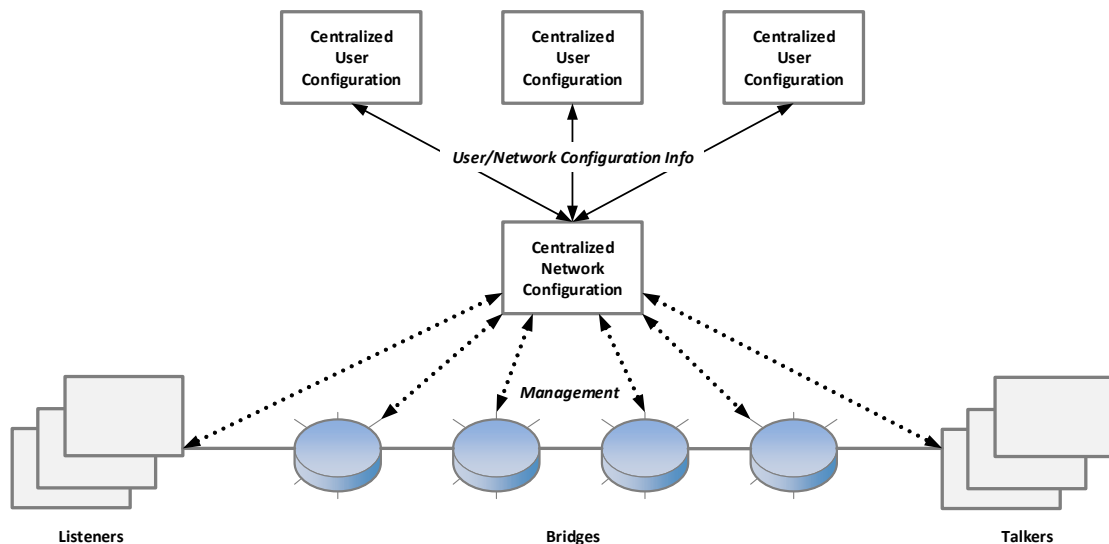 Centralized
User
Configuration
Centralized
User
Configuration
Centralized
User
Configuration
User/Network Configuration Info
Centralized
Network
Configuration
Management
Listeners
Bridges
Talkers